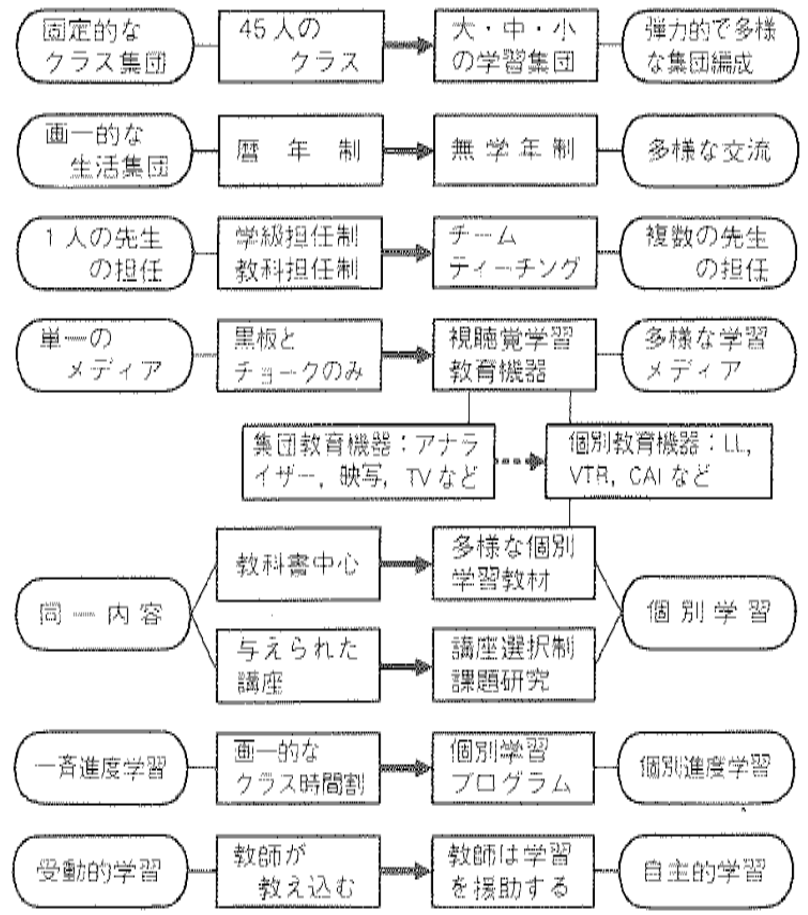 固定的な
クラス集団
45人の
クラス
大・中・小
の学習集団
弾力的で多様
な集団編成
画一的な
生活集団
暦年制
無学年制
多様な交流
1人の先生
の担任
学級担任制
教科担任制
チーム
ティーチング
複数の先生
の担任
単一の
メディア
黒板と
チョークのみ
視聴覚学習
教育機器
多様な学習
メディア
集団教育機器：アナラ
イザー，映写，TVなど
個別教育機器：LL,
VTR, CAIなど
同一内容
教科書中心
多様な個別
学習教材
個別学習
与えられた
講座
講座選択制
課題研究
一斉進度学習
画一的な
クラス時間割
個別学習
プログラム
個別進度学習
受動的学習
教師が
教え込む
教師は学習
を援助する
自主的学習